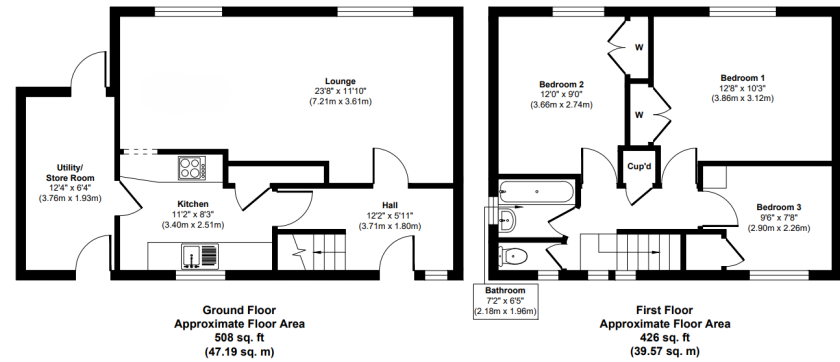 Lounge
23'8" x 11'10"
(7.21m x 3.61m)
Utility/
Store Room
12'4" x 6'4"
(3.76m x 1.93m)
Kitchen
11'2" x 8'3"
(3.40m x 2.51m)
Hall
12'2" x 5'11"
(3.71m x 1.80m)
Ground Floor
Approximate Floor Area
508 sq. ft
(47.19 sq. m)
W
Bedroom 2
12'0" x 9'0"
(3.66m x 2.74m)
Bedroom 1
12'8" x 10'3"
(3.86m x 3.12m)
W
Cup'd
Bedroom 3
9'6" x 7'8"
(2.90m x 2.26m)
Bathroom
7'2" x 6'5"
(2.18m x 1.96m)
First Floor
Approximate Floor Area
426 sq. ft
(39.57 sq. m)